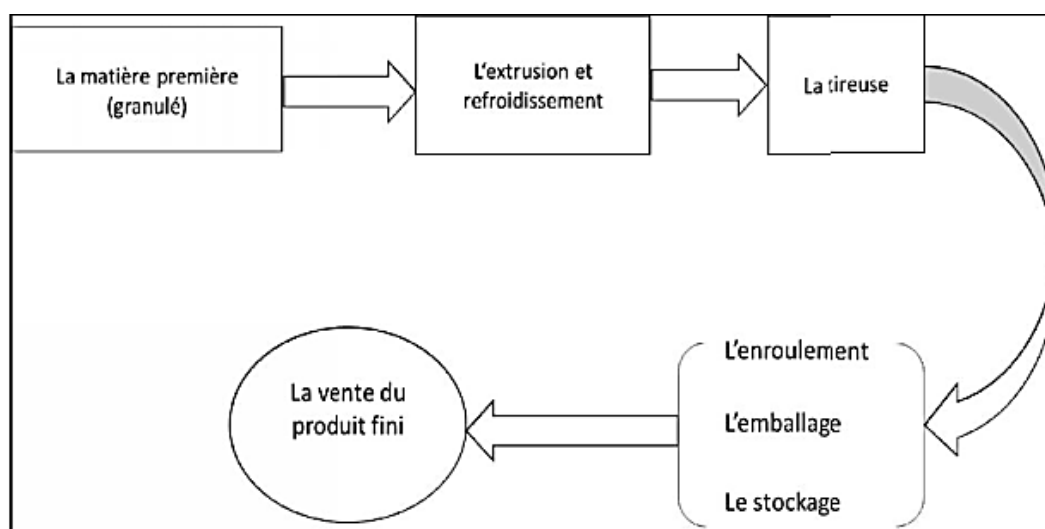 La matière première
(granulé)
L'extrusion et
refroidissement
La tireuse
L'enroulement
L'emballage
Le stockage
La vente du
produit fini